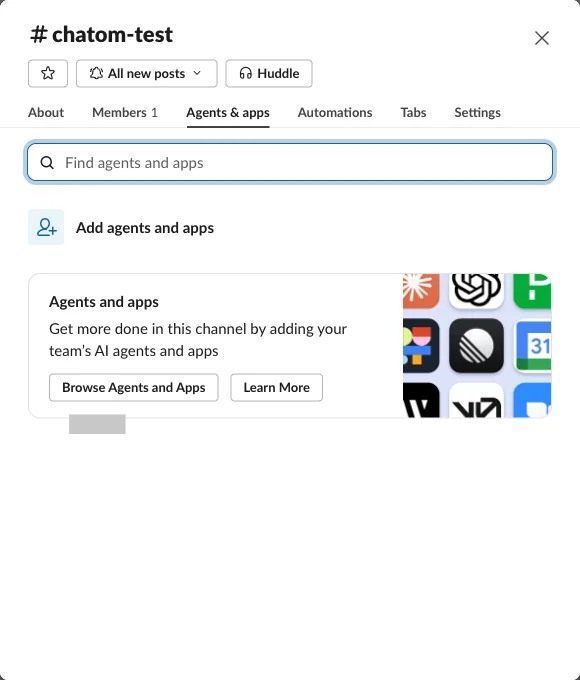 # chatom-test
All new posts
Huddle
About
Members 1
Agents & apps
Automations
Tabs
Settings
Find agents and apps
Add agents and apps
Agents and apps
Get more done in this channel by adding your
team's AI agents and apps
Browse Agents and Apps
Learn More
31